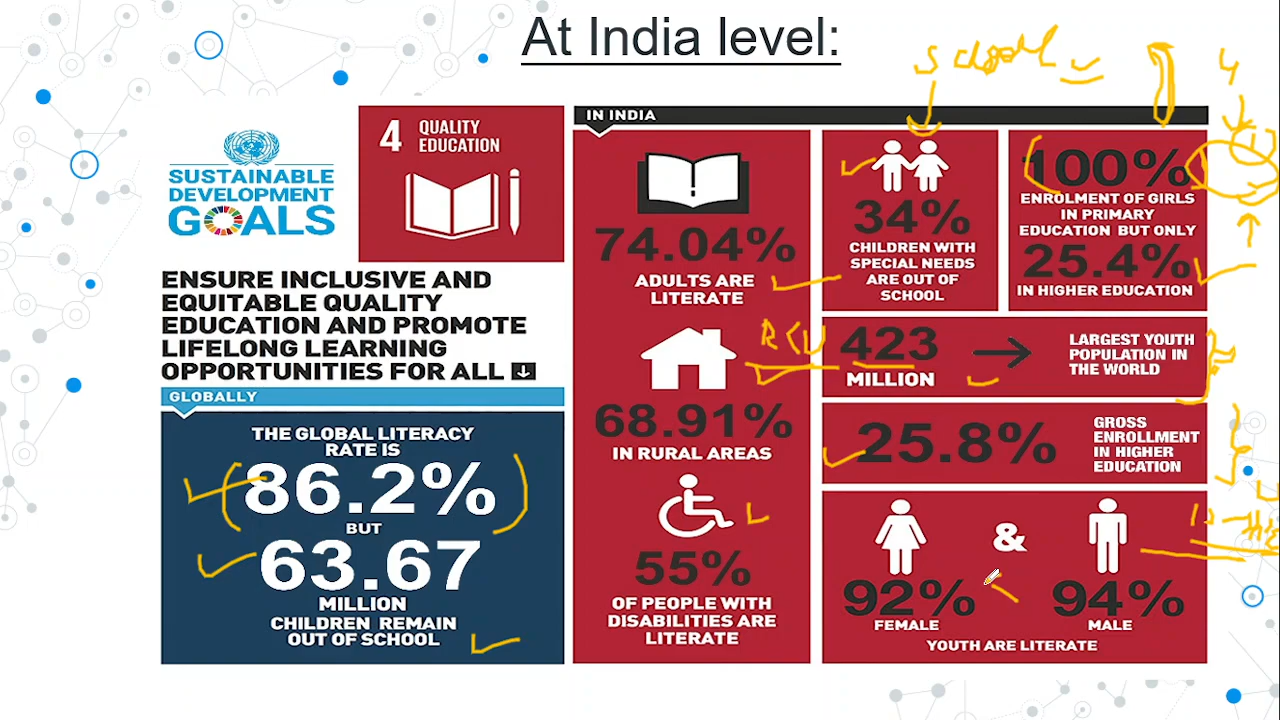 At India level:
School
4
SUSTAINABLE
DEVELOPMENT
GOALS
4 QUALITY
EDUCATION
ENSURE INCLUSIVE AND
EQUITABLE QUALITY
EDUCATION AND PROMOTE
LIFELONG LEARNING
OPPORTUNITIES FOR ALL
GLOBALLY
THE GLOBAL LITERACY
RATE IS
86.2%
BUT
63.67
MILLION
CHILDREN REMAIN
OUT OF SCHOOL
IN INDIA
74.04%
ADULTS ARE
LITERATE
68.91%
IN RURAL AREAS
55%
OF PEOPLE WITH
DISABILITIES ARE
LITERATE
34%
CHILDREN WITH
SPECIAL NEEDS
ARE OUT OF
SCHOOL
100%
ENROLMENT OF GIRLS
IN PRIMARY
EDUCATION BUT ONLY
25.4%
IN HIGHER EDUCATION
423
MILLION
LARGEST YOUTH
POPULATION IN
THE WORLD
25.8%
GROSS
ENROLLMENT
IN HIGHER
EDUCATION
&
92%
FEMALE
94%
MALE
YOUTH ARE LITERATE